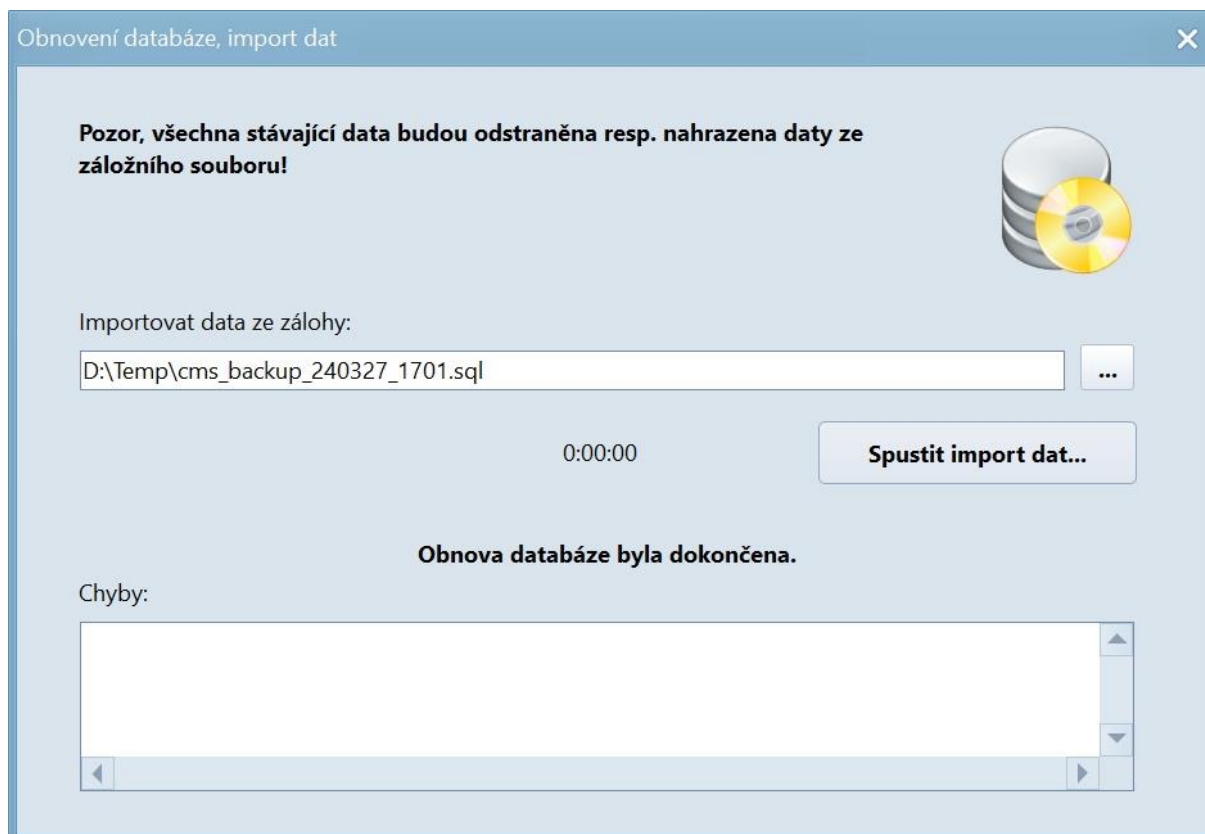 Obnovení databáze, import dat
Pozor, všechna stávající data budou odstraněna resp. nahrazena daty ze
záložního souboru!
Importovat data ze zálohy:
D:\Temp\cms_backup_240327_1701.sql
...
0:00:00
Spustit import dat...
Obnova databáze byla dokončena.
Chyby: